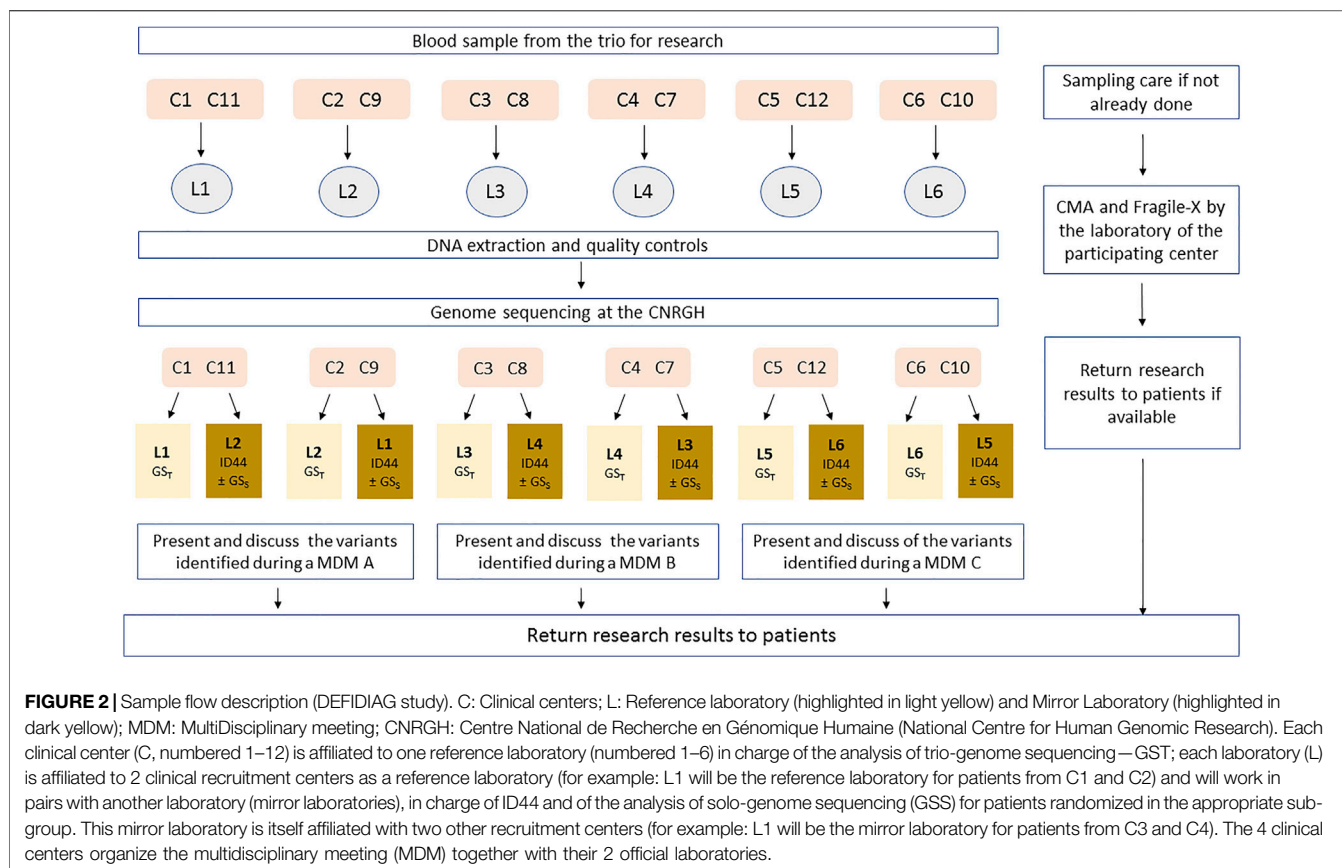 Blood sample from the trio for research
C1 C11
C2 C9
C3 C8
C4 C7
C5 C12
C6 C10
L1
L2
L3
L4
L5
L6
DNA extraction and quality controls
Genome sequencing at the CNRGH
C1 C11
C2 C9
C3 C8
C4 C7
C5 C12
C6 C10
L1
GST
L2
ID44
± GSS
L2
GST
L1
ID44
± GSS
L3
GST
L4
ID44
± GSS
L4
GST
L3
ID44
± GSS
L5
GST
L6
ID44
± GSS
L6
GST
L5
ID44
± GSS
Present and discuss the variants
identified during a MDM A
Present and discuss the variants
identified during a MDM B
Present and discuss of the variants
identified during a MDM C
Return research results to patients
Sampling care if not
already done
CMA and Fragile-X by
the laboratory of the
participating center
Return research
results to patients if
available
FIGURE 2 | Sample flow description (DEFIDIAG study). C: Clinical centers; L: Reference laboratory (highlighted in light yellow) and Mirror Laboratory (highlighted in
dark yellow); MDM: MultiDisciplinary meeting; CNRGH: Centre National de Recherche en Génomique Humaine (National Centre for Human Genomic Research). Each
clinical center (C, numbered 1–12) is affiliated to one reference laboratory (numbered 1–6) in charge of the analysis of trio-genome sequencing—GST; each laboratory (L)
is affiliated to 2 clinical recruitment centers as a reference laboratory (for example: L1 will be the reference laboratory for patients from C1 and C2) and will work in
pairs with another laboratory (mirror laboratories), in charge of ID44 and of the analysis of solo-genome sequencing (GSS) for patients randomized in the appropriate sub-
group. This mirror laboratory is itself affiliated with two other recruitment centers (for example: L1 will be the mirror laboratory for patients from C3 and C4). The 4 clinical
centers organize the multidisciplinary meeting (MDM) together with their 2 official laboratories.